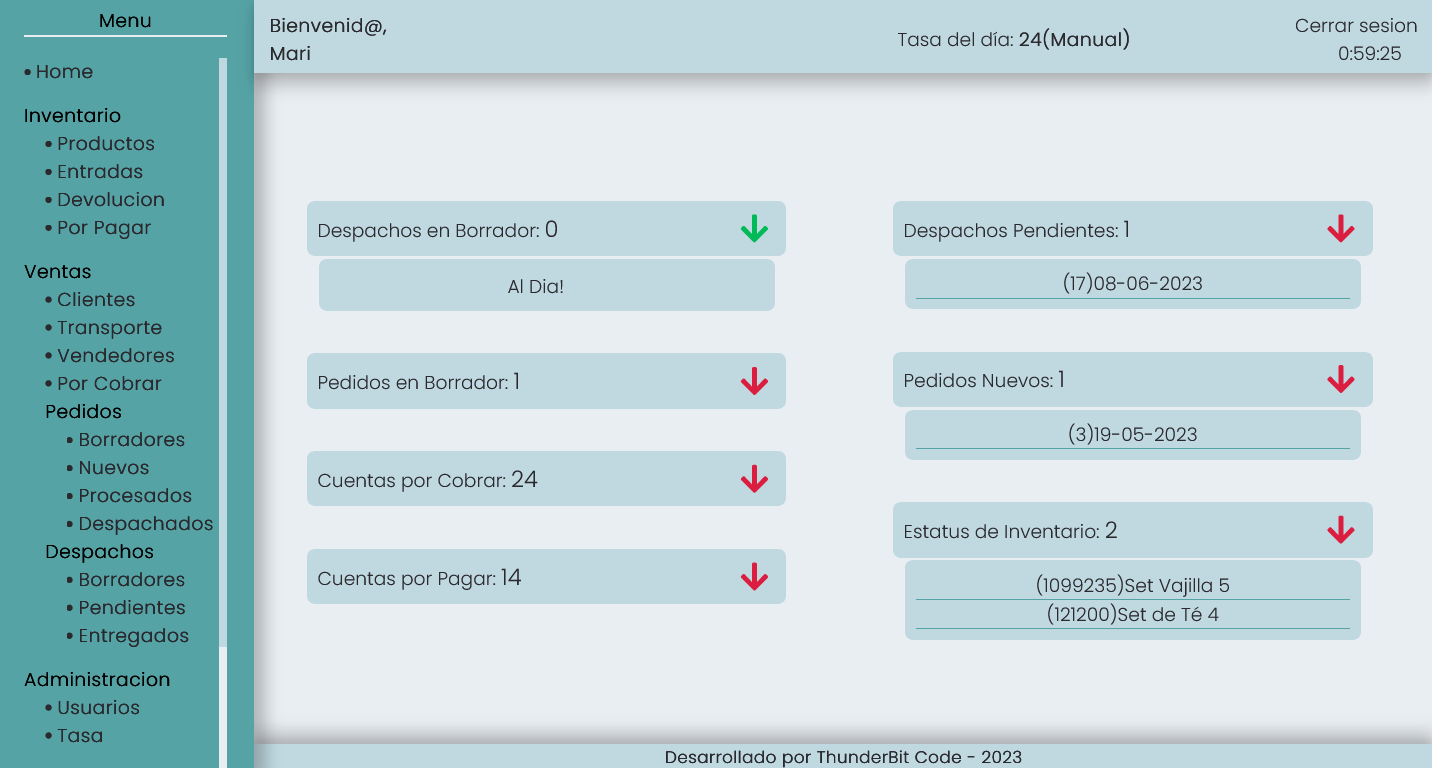 Menu
• Home
Inventario
• Productos
• Entradas
• Devolucion
• Por Pagar
Ventas
• Clientes
• Transporte
• Vendedores
• Por Cobrar
Pedidos
• Borradores
• Nuevos
• Procesados
• Despachados
Despachos
• Borradores
• Pendientes
• Entregados
Administracion
• Usuarios
• Tasa
Bienvenid@,
Mari
Tasa del día: 24(Manual)
Cerrar sesion
0:59:25
Despachos en Borrador: 0
Al Dia!
Pedidos en Borrador: 1
Cuentas por Cobrar: 24
Cuentas por Pagar: 14
Despachos Pendientes: 1
(17)08-06-2023
Pedidos Nuevos: 1
(3)19-05-2023
Estatus de Inventario: 2
(1099235)Set Vajilla 5
(121200)Set de Té 4
Desarrollado por ThunderBit Code - 2023